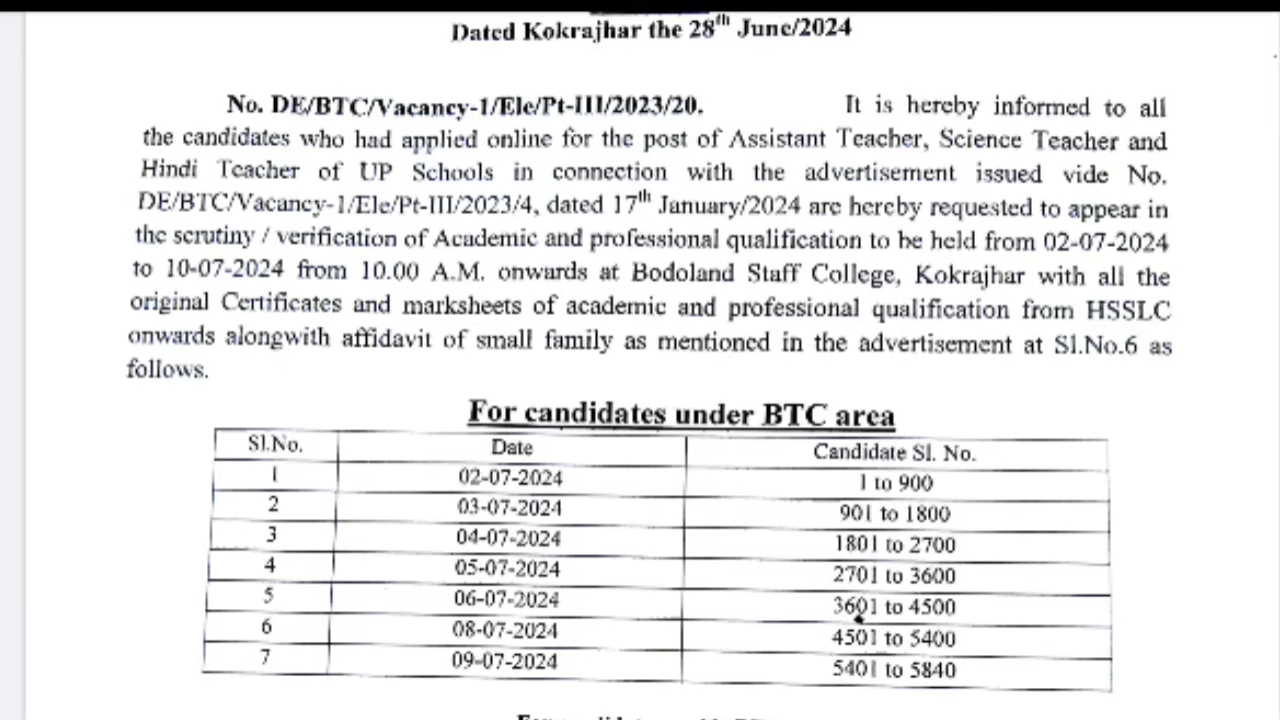 Dated Kokrajhar the 28th June/2024
No. DE/BTC/Vacancy-1/Ele/Pt-III/2023/20. It is hereby informed to all
the candidates who had applied online for the post of Assistant Teacher, Science Teacher and
Hindi Teacher of UP Schools in connection with the advertisement issued vide No.
DE/BTC/Vacancy-1/Ele/Pt-III/2023/4, dated 17th January/2024 are hereby requested to appear in
the scrutiny / verification of Academic and professional qualification to be held from 02-07-2024
to 10-07-2024 from 10.00 A.M. onwards at Bodoland Staff College, Kokrajhar with all the
original Certificates and marksheets of academic and professional qualification from HSSLC
onwards alongwith affidavit of small family as mentioned in the advertisement at Sl.No.6 as
follows.
For candidates under BTC area
Sl.No. Date Candidate Sl. No.
1 02-07-2024 1 to 900
2 03-07-2024 901 to 1800
3 04-07-2024 1801 to 2700
4 05-07-2024 2701 to 3600
5 06-07-2024 3601 to 4500
6 08-07-2024 4501 to 5400
7 09-07-2024 5401 to 5840